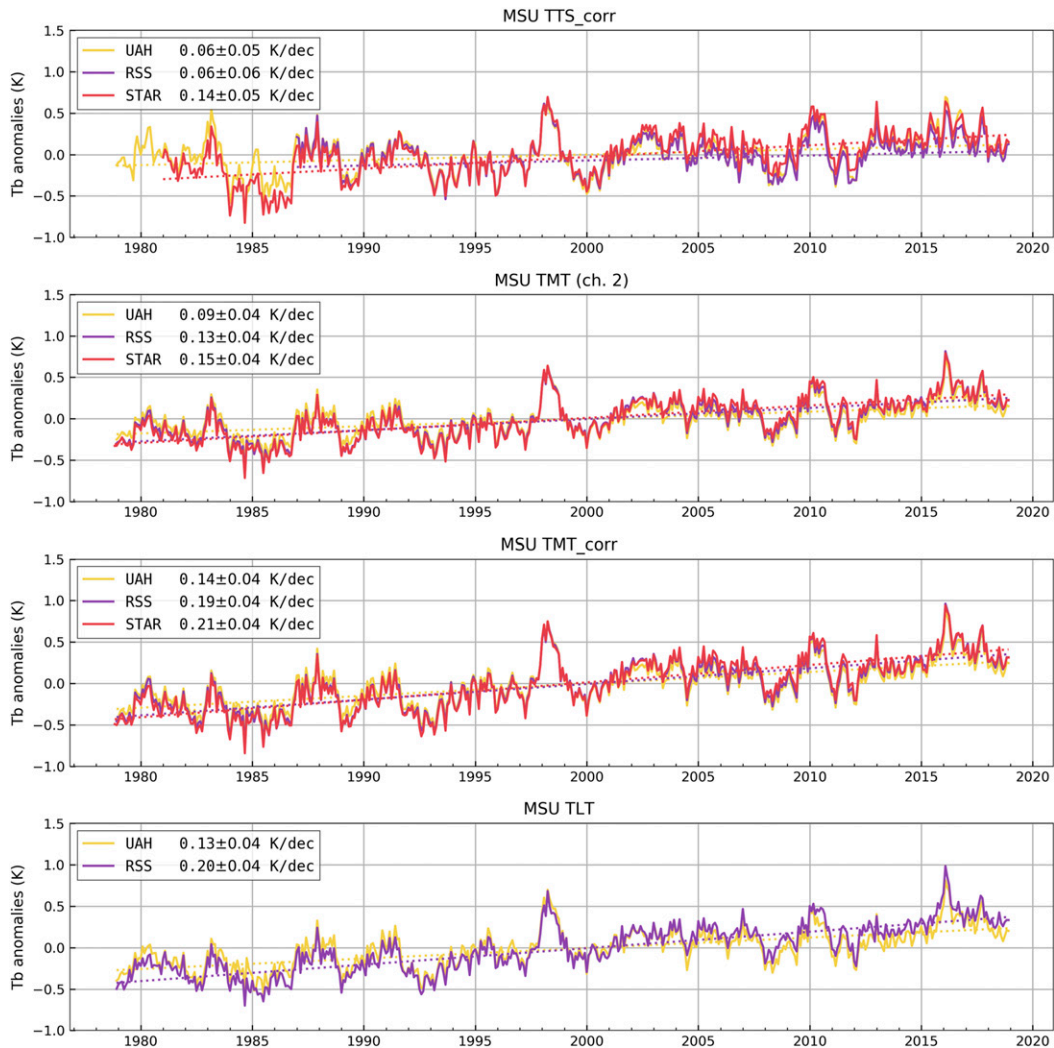 MSU TTS_corr
Tb anomalies (K)
1.5
1.0
0.5
0.0
−0.5
−1.0
UAH 0.06±0.05 K/dec
RSS 0.06±0.06 K/dec
STAR 0.14±0.05 K/dec
1980 1985 1990 1995 2000 2005 2010 2015 2020
MSU TMT (ch. 2)
Tb anomalies (K)
1.5
1.0
0.5
0.0
−0.5
−1.0
UAH 0.09±0.04 K/dec
RSS 0.13±0.04 K/dec
STAR 0.15±0.04 K/dec
1980 1985 1990 1995 2000 2005 2010 2015 2020
MSU TMT_corr
Tb anomalies (K)
1.5
1.0
0.5
0.0
−0.5
−1.0
UAH 0.14±0.04 K/dec
RSS 0.19±0.04 K/dec
STAR 0.21±0.04 K/dec
1980 1985 1990 1995 2000 2005 2010 2015 2020
MSU TLT
Tb anomalies (K)
1.5
1.0
0.5
0.0
−0.5
−1.0
UAH 0.13±0.04 K/dec
RSS 0.20±0.04 K/dec
1980 1985 1990 1995 2000 2005 2010 2015 2020